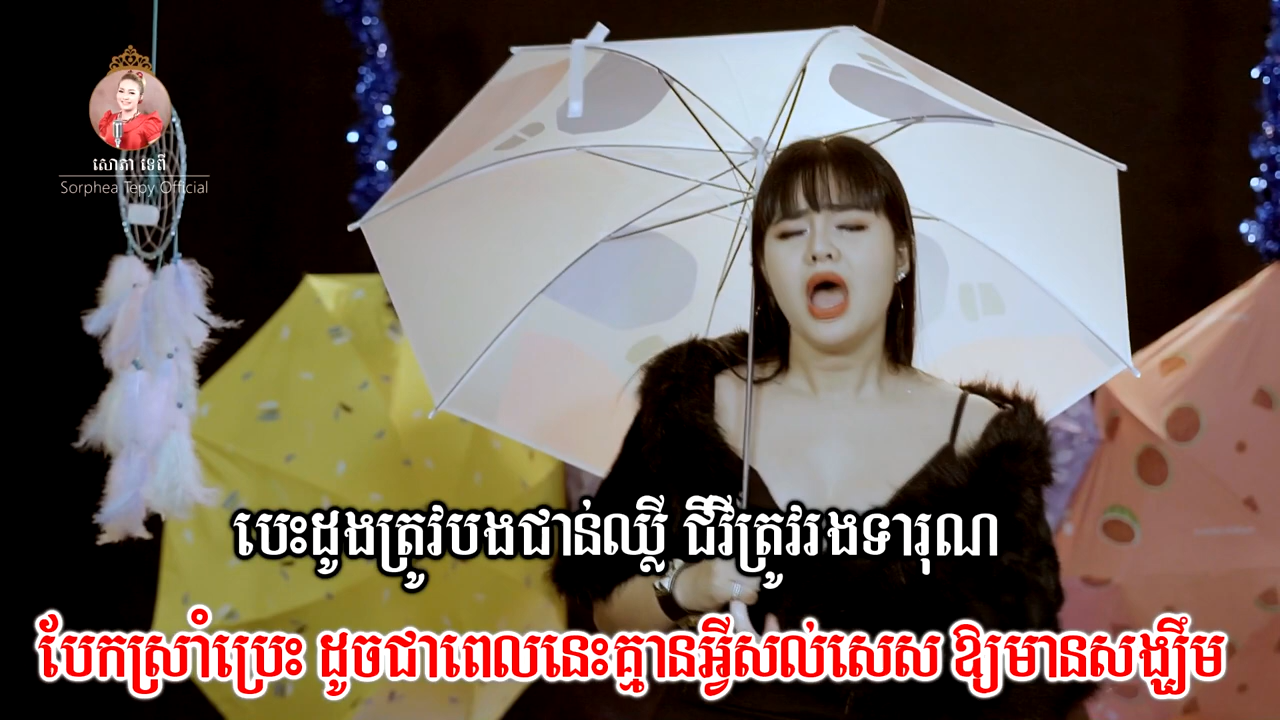 សោភា ទេពី
Sorphea Tepy Official
បេះដូងត្រូវបងជាន់ឈ្លី ជីវីត្រូវរងទារុណ
បែកស្រាំប្រេះ ដូចជាពេលនេះគ្មានអ្វីសល់សេស ឱ្យមានសង្ឃឹម